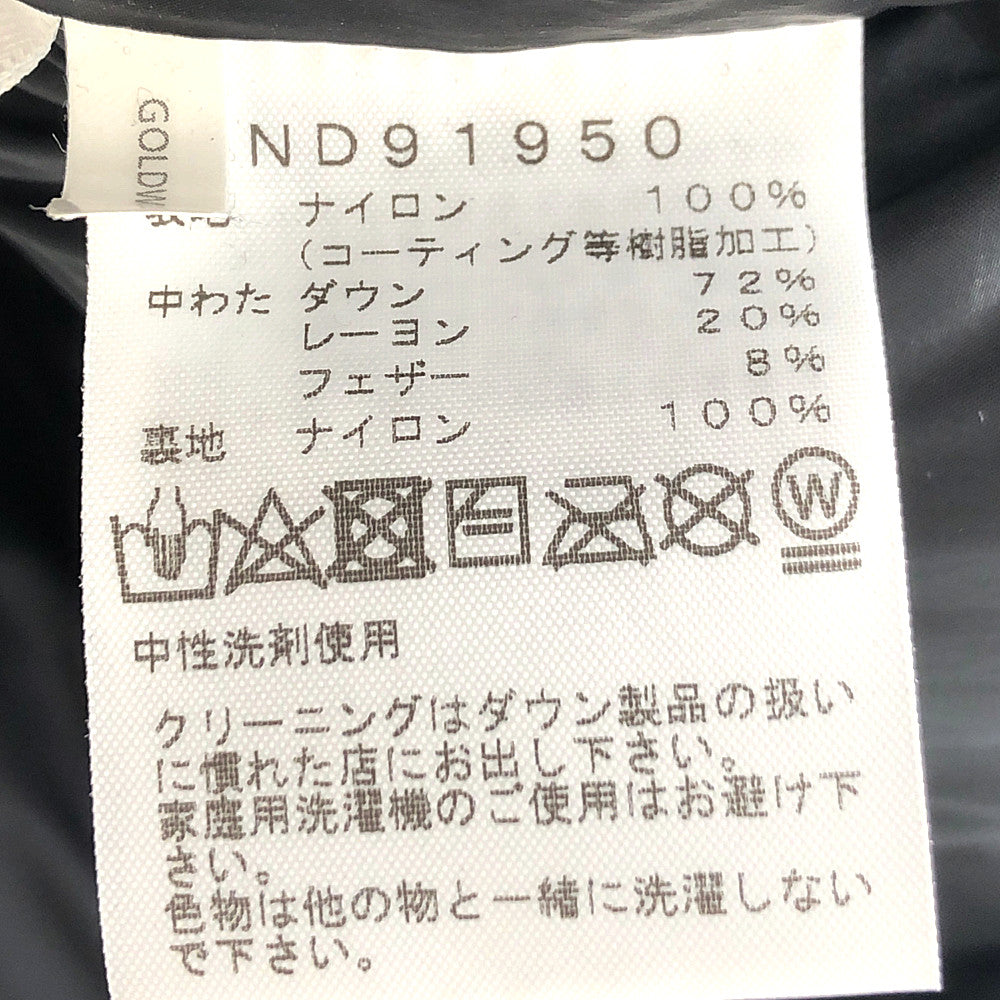 GOLDW
ND91950
ナイロン 100%
(コーティング等樹脂加工)
中わた ダウン 72%
レーヨン 20%
フェザー 8%
裏地 ナイロン 100%
W
中性洗剤使用
クリーニングはダウン製品の扱い
に慣れた店にお出し下さい。
家庭用洗濯機のご使用はお避け下
さい。
色物は他の物と一緒に洗濯しない
で下さい。